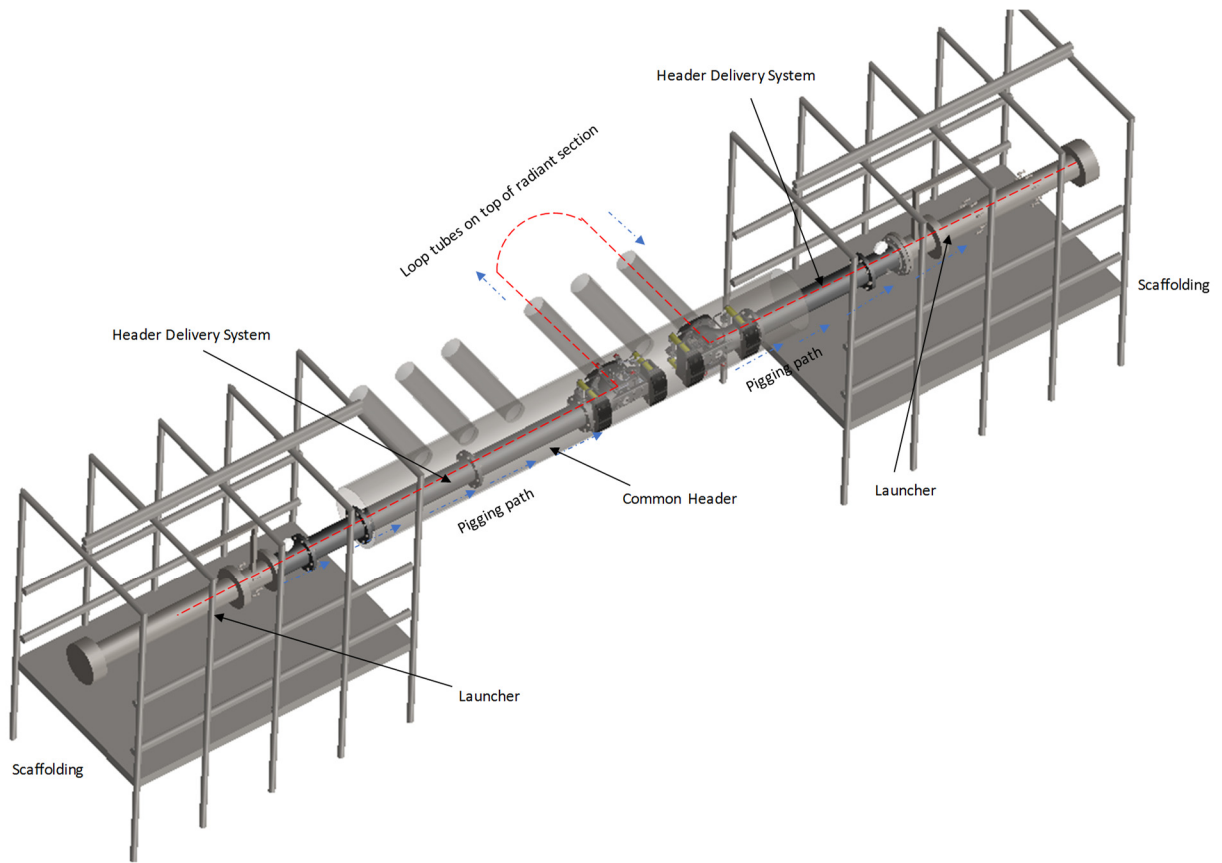 Header Delivery System
Loop tubes on top of radiant section
Scaffolding
Header Delivery System
Pigging path
Launcher
Common Header
Pigging path
Launcher
Scaffolding